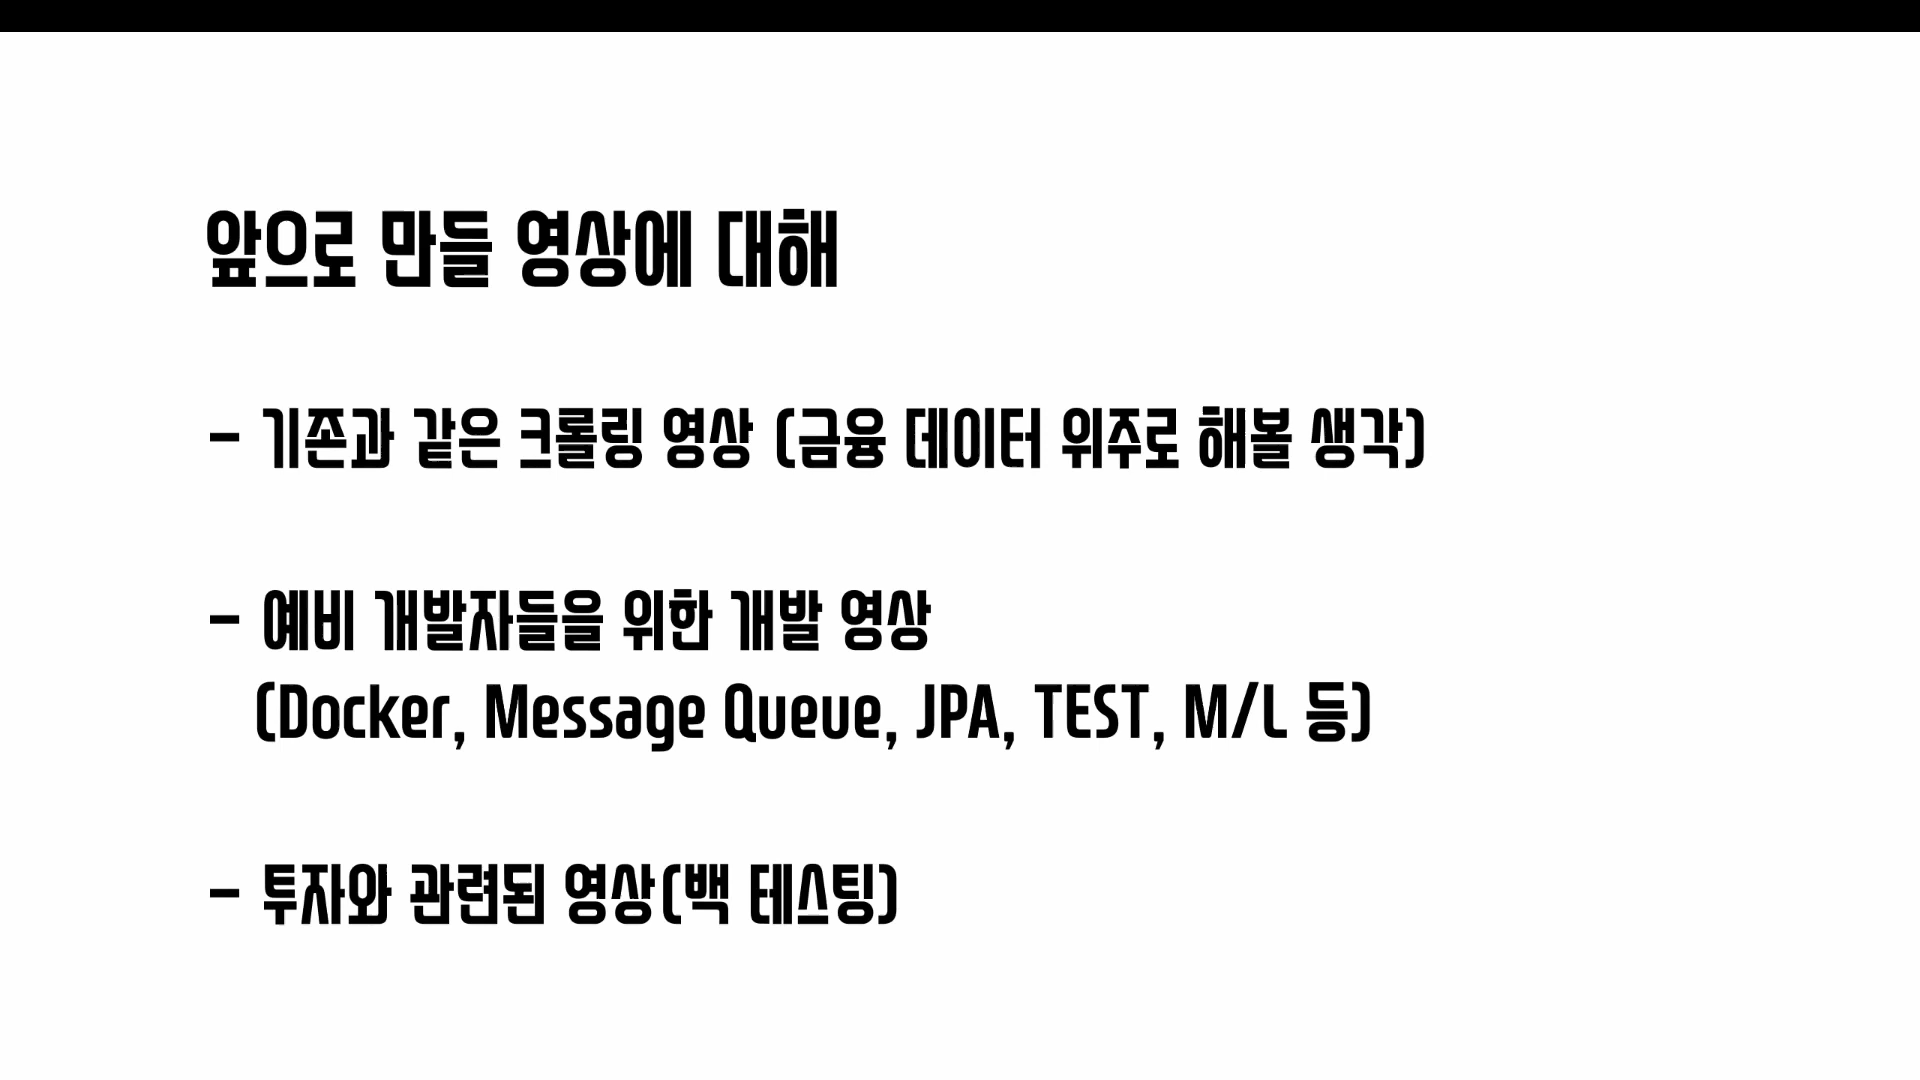 앞으로 만들 영상에 대해
- 기존과 같은 크롤링 영상 (금융 데이터 위주로 해볼 생각)
- 예비 개발자들을 위한 개발 영상
(Docker, Message Queue, JPA, TEST, M/L 등)
- 투자와 관련된 영상(백 테스팅)